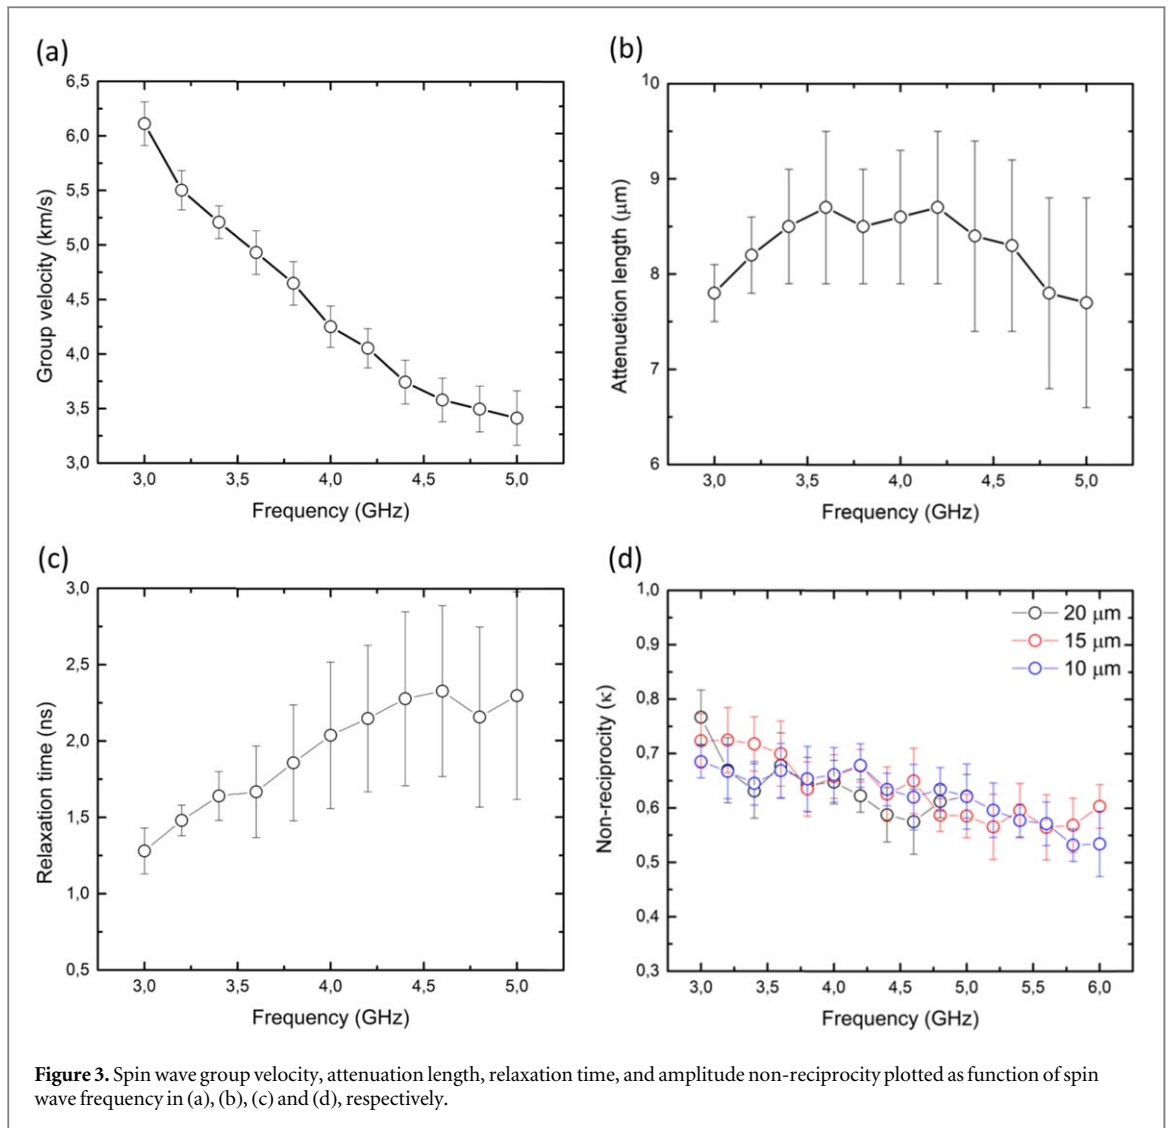 (a)
6,5
6,0
5,5
5,0
4,5
4,0
3,5
3,0
Group velocity (km/s)
3,0 3,5 4,0 4,5 5,0
Frequency (GHz)
(b)
10
9
8
7
6
Attenuetion length (μm)
3,0 3,5 4,0 4,5 5,0
Frequency (GHz)
(c)
3,0
2,5
2,0
1,5
1,0
0,5
Relaxation time (ns)
3,0 3,5 4,0 4,5 5,0
Frequency (GHz)
(d)
1,0
0,9
0,8
0,7
0,6
0,5
0,4
0,3
Non-reciprocity (κ)
20 μm
15 μm
10 μm
3,0 3,5 4,0 4,5 5,0 5,5 6,0
Frequency (GHz)
Figure 3. Spin wave group velocity, attenuation length, relaxation time, and amplitude non-reciprocity plotted as function of spin
wave frequency in (a), (b), (c) and (d), respectively.